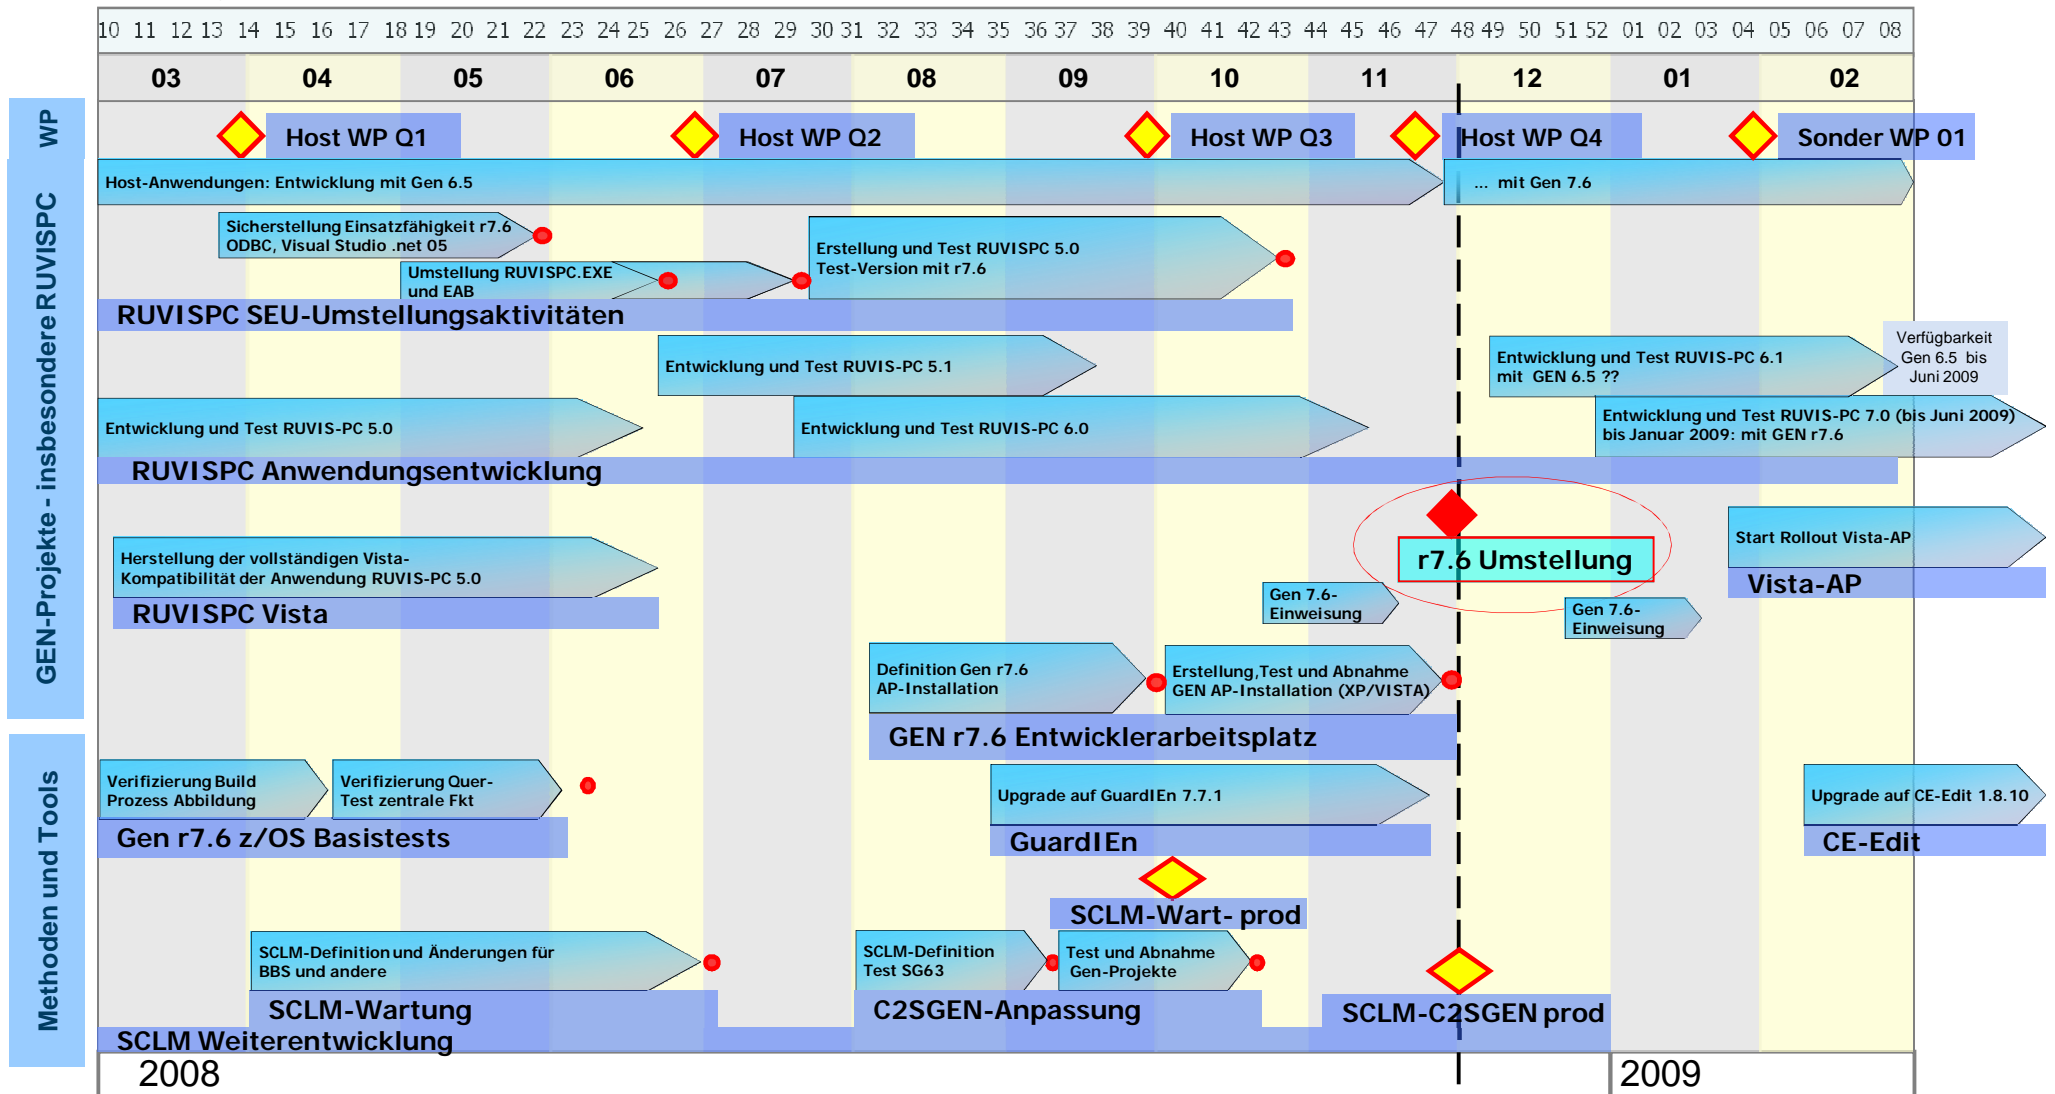 10 11 12 13 14 15 16 17 18 19 20 21 22 23 24 25 26 27 28 29 30 31 32 33 34 35 36 37 38 39 40 41 42 43 44 45 46 47 48 49 50 51 52 01 02 03 04 05 06 07 08
03 04 05 06 07 08 09 10 11 12 01 02
WP
Host WP Q1
Host WP Q2
Host WP Q3
Host WP Q4
Sonder WP 01
GEN-Projekte - insbesondere RUVISPC
Host-Anwendungen: Entwicklung mit Gen 6.5
... mit Gen 7.6
Sicherstellung Einsatzfähigkeit r7.6
ODBC, Visual Studio .net 05
Umstellung RUVISPC.EXE
und EAB
Erstellung und Test RUVISPC 5.0
Test-Version mit r7.6
RUVISPC SEU-Umstellungsaktivitäten
Entwicklung und Test RUVIS-PC 5.1
Entwicklung und Test RUVIS-PC 6.1
mit GEN 6.5 ??
Verfügbarkeit
Gen 6.5 bis
Juni 2009
Entwicklung und Test RUVIS-PC 5.0
Entwicklung und Test RUVIS-PC 6.0
Entwicklung und Test RUVIS-PC 7.0 (bis Juni 2009)
bis Januar 2009: mit GEN r7.6
RUVISPC Anwendungsentwicklung
r7.6 Umstellung
Herstellung der vollständigen Vista-
Kompatibilität der Anwendung RUVIS-PC 5.0
RUVISPC Vista
Start Rollout Vista-AP
Vista-AP
Gen 7.6-
Einweisung
Gen 7.6-
Einweisung
Definition Gen r7.6
AP-Installation
Erstellung,Test und Abnahme
GEN AP-Installation (XP/VISTA)
GEN r7.6 Entwicklerarbeitsplatz
Methoden und Tools
Verifizierung Build
Prozess Abbildung
Verifizierung Quer-
Test zentrale Fkt
Gen r7.6 z/OS Basistests
Upgrade auf GuardIEn 7.7.1
GuardIEn
Upgrade auf CE-Edit 1.8.10
CE-Edit
SCLM-Wart- prod
SCLM-Definition und Änderungen für
BBS und andere
SCLM-Wartung
SCLM-Definition
Test SG63
Test und Abnahme
Gen-Projekte
C2SGEN-Anpassung
SCLM-C2SGEN prod
SCLM Weiterentwicklung
2008
2009